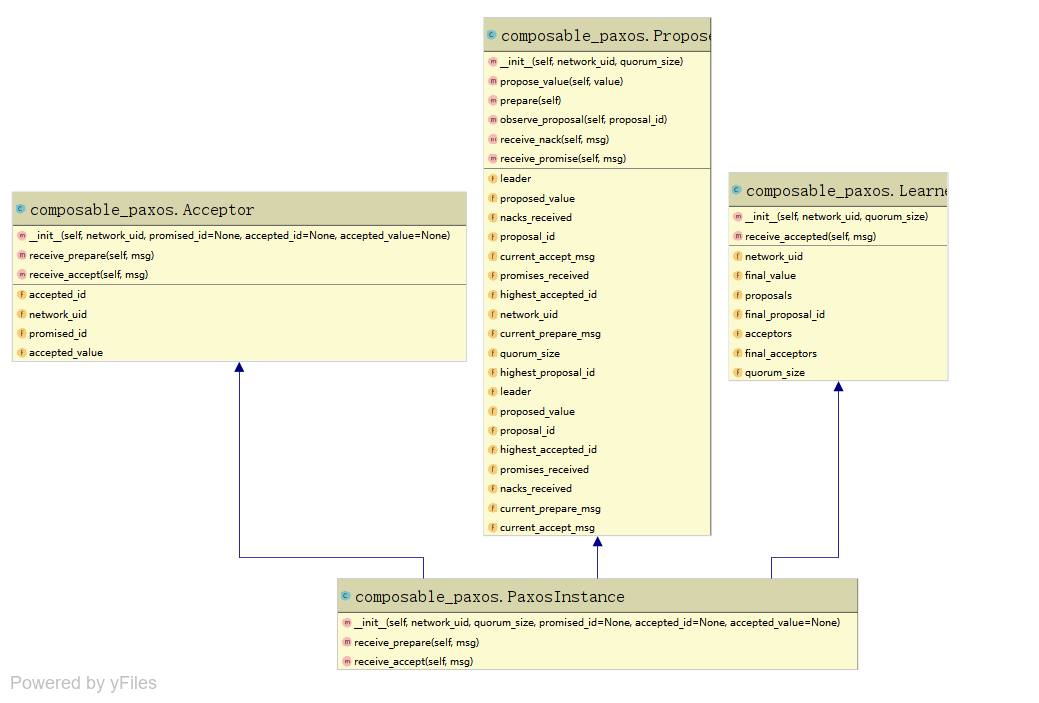 composable_paxos.Propose
__init__(self, network_uid, quorum_size)
propose_value(self, value)
prepare(self)
observe_proposal(self, proposal_id)
receive_nack(self, msg)
receive_promise(self, msg)
leader
proposed_value
nacks_received
proposal_id
current_accept_msg
promises_received
highest_accepted_id
network_uid
current_prepare_msg
quorum_size
highest_proposal_id
leader
proposed_value
proposal_id
highest_accepted_id
promises_received
nacks_received
current_prepare_msg
current_accept_msg
composable_paxos.Acceptor
__init__(self, network_uid, promised_id=None, accepted_id=None, accepted_value=None)
receive_prepare(self, msg)
receive_accept(self, msg)
accepted_id
network_uid
promised_id
accepted_value
composable_paxos.Learne
__init__(self, network_uid, quorum_size)
receive_accepted(self, msg)
network_uid
final_value
proposals
final_proposal_id
acceptors
final_acceptors
quorum_size
composable_paxos.PaxosInstance
__init__(self, network_uid, quorum_size, promised_id=None, accepted_id=None, accepted_value=None)
receive_prepare(self, msg)
receive_accept(self, msg)
Powered by yFiles